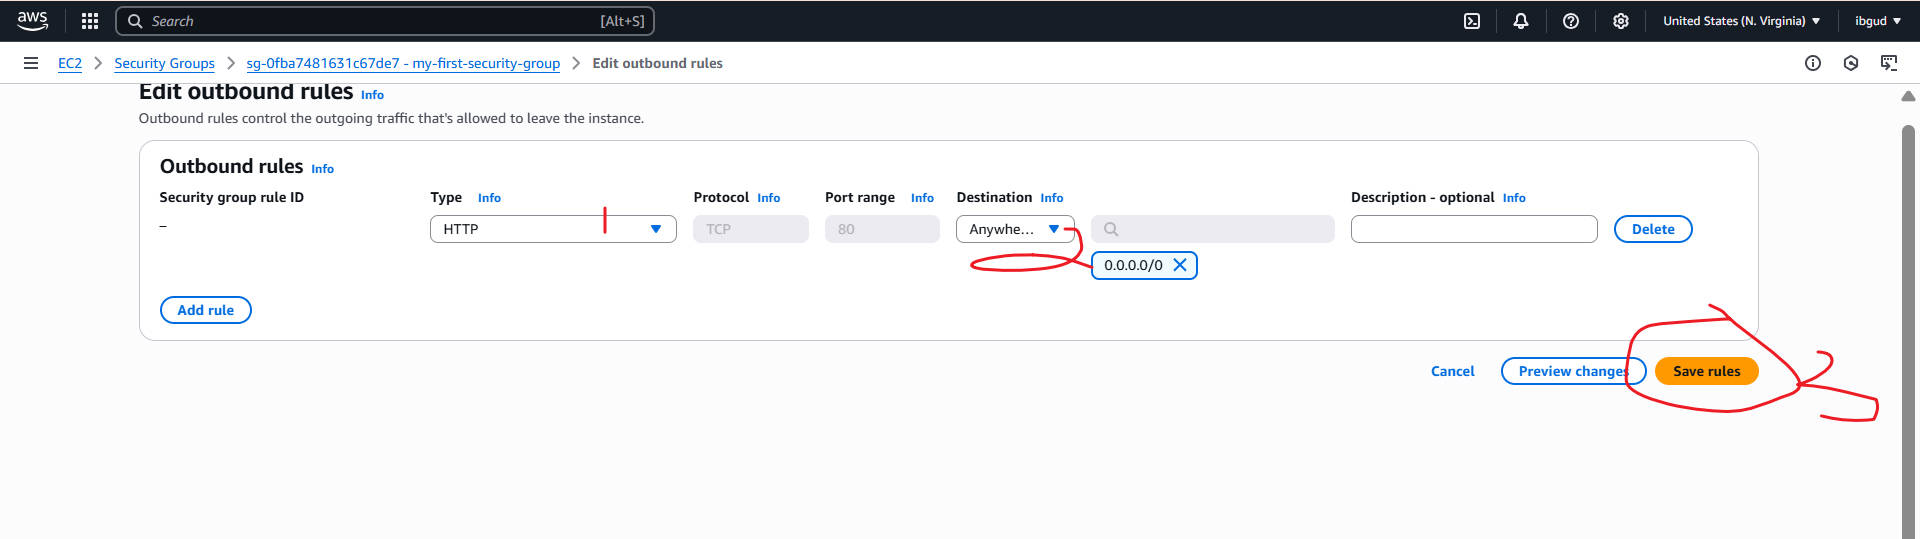 aws Search [Alt+S] United States (N. Virginia) ibgud
EC2 Security Groups sg-0fba7481631c67de7 - my-first-security-group Edit outbound rules
Edit outbound rules Info
Outbound rules control the outgoing traffic that's allowed to leave the instance.
Outbound rules Info
Security group rule ID Type Info Protocol Info Port range Info Destination Info Description - optional Info
– HTTP TCP 80 Anywhe... Delete
0.0.0.0/0
Add rule
Cancel Preview changes Save rules